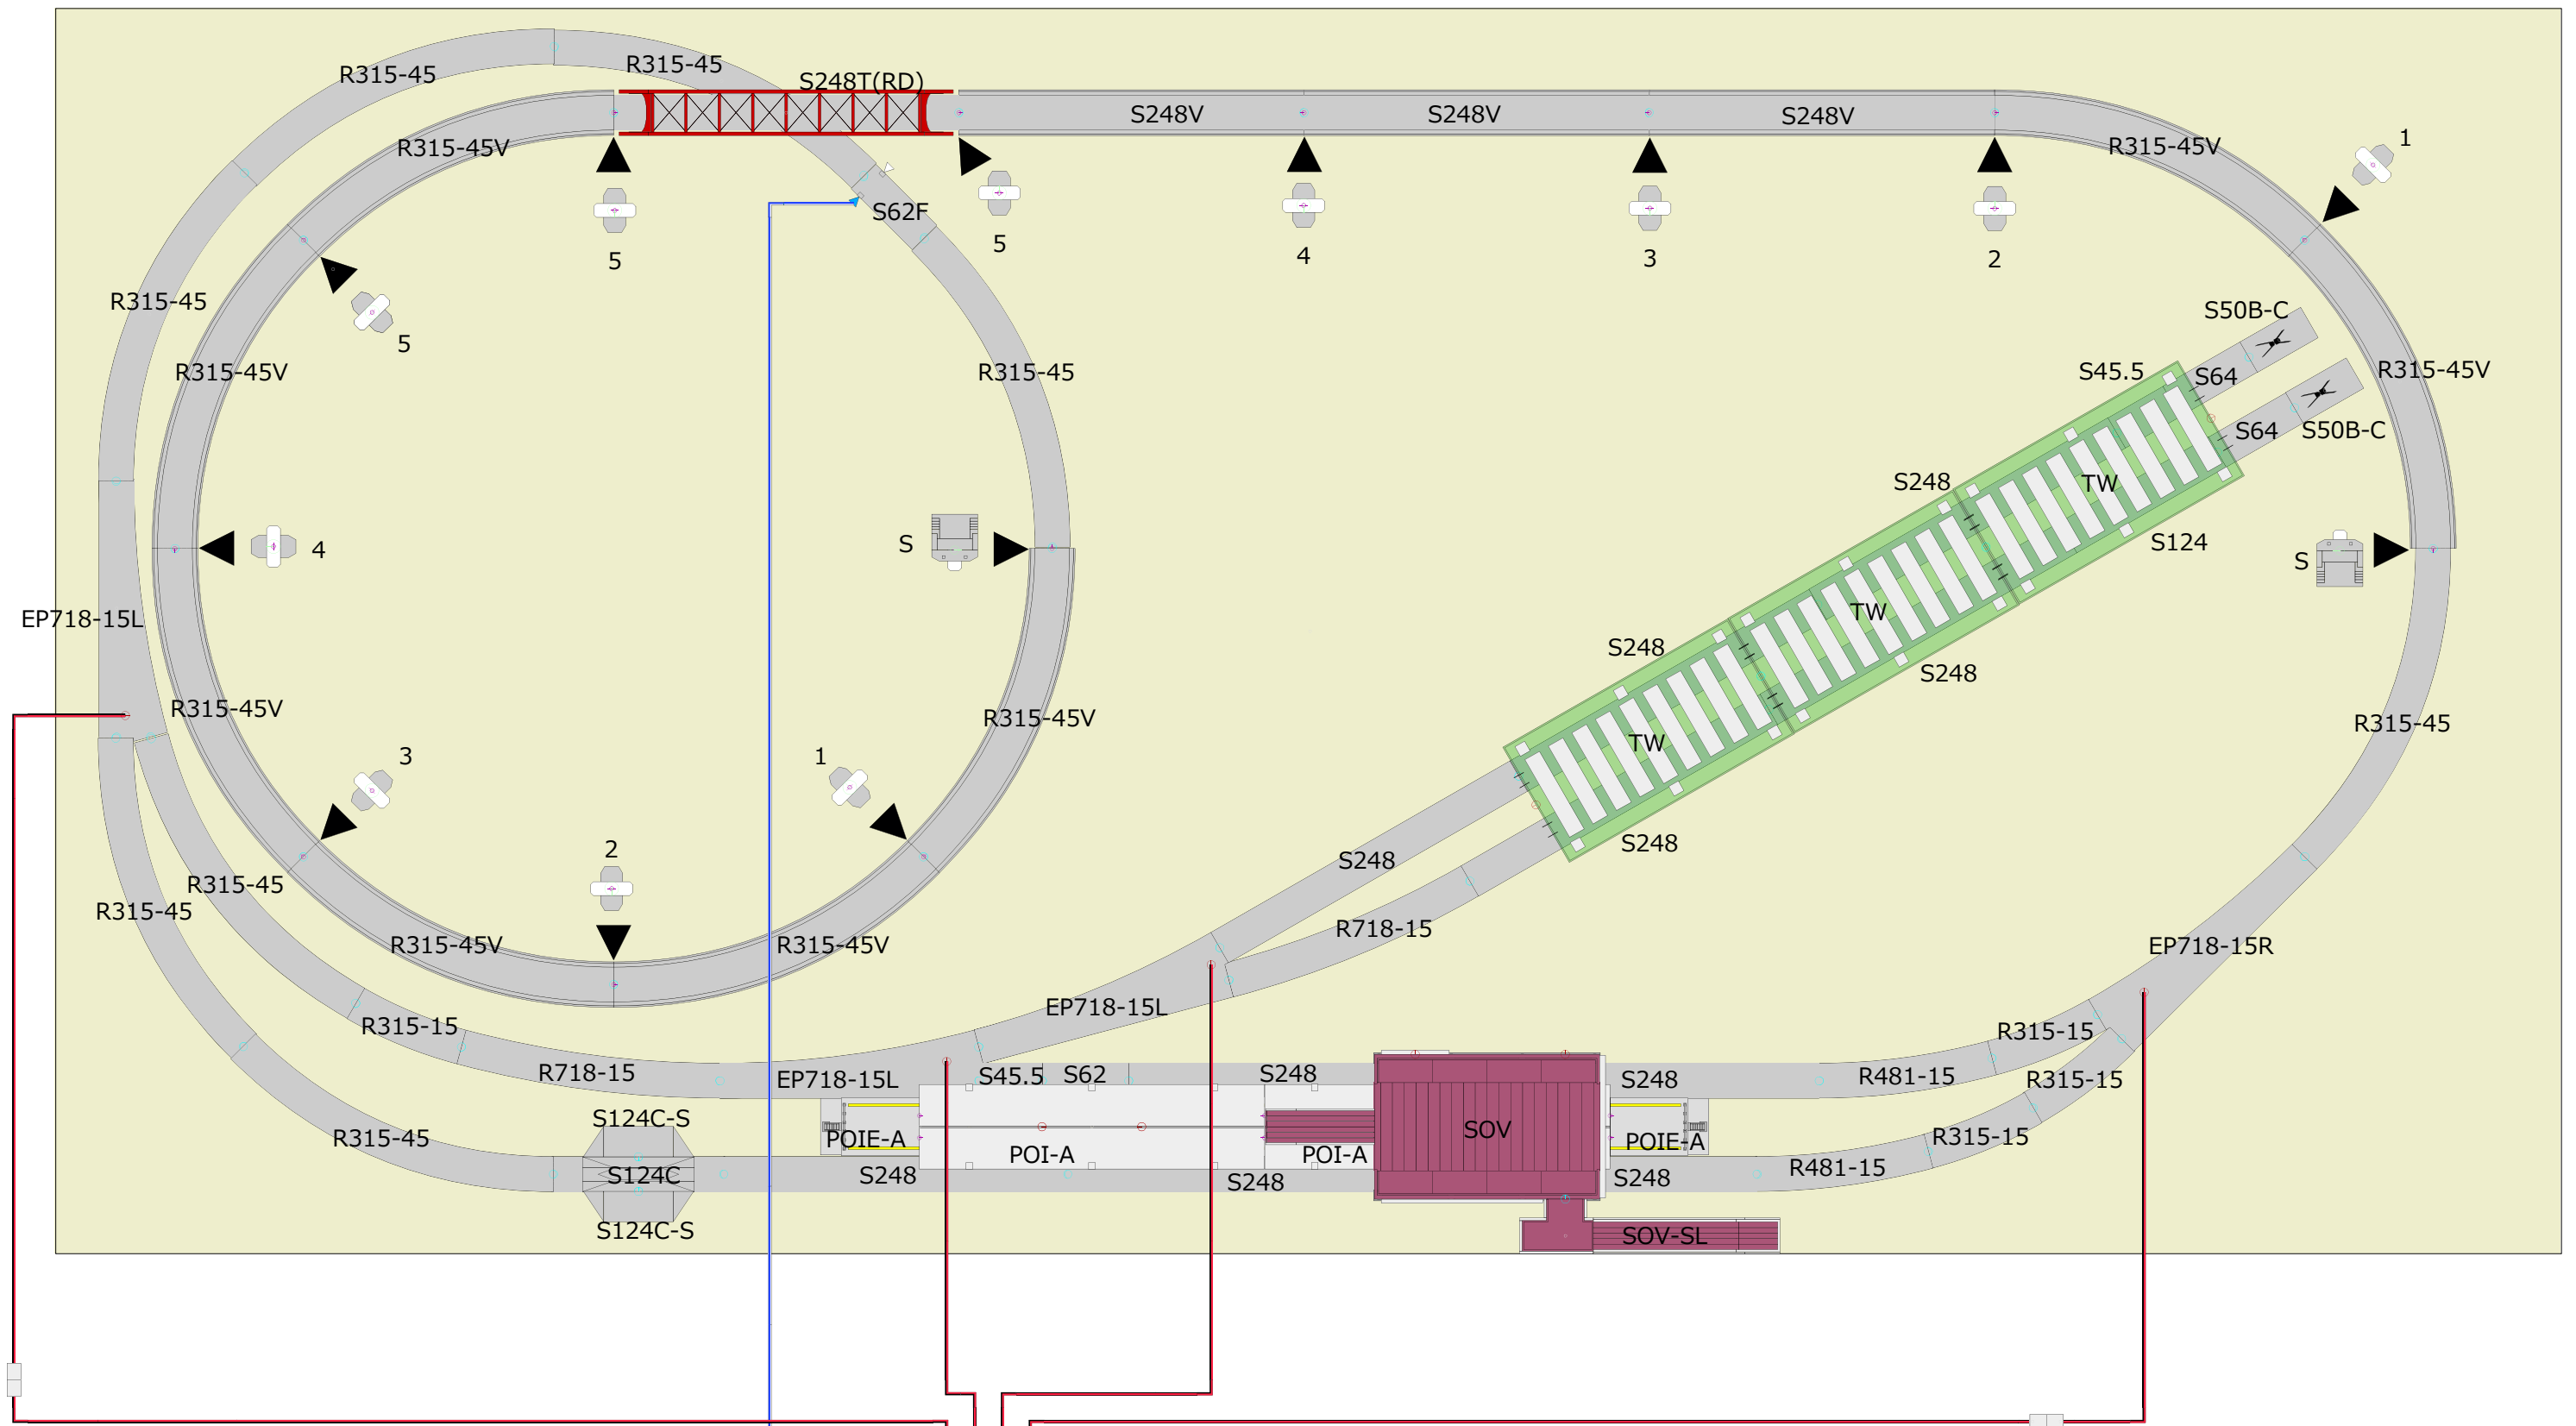 R315-45
R315-45
S248T(RD)
S248V
S248V
S248V
R315-45V
R315-45V
1
S62F
5
5
4
3
2
R315-45
5
R315-45V
R315-45
S50B-C
S45.5
S64
R315-45V
S64
S50B-C
S248
TW
S124
S
4
S
EP718-15L
TW
S248
S248
R315-45V
R315-45V
R315-45
TW
3
1
2
S248
S248
R315-45
R315-45
R315-45V
R315-45V
R718-15
EP718-15R
EP718-15L
R315-15
R315-15
R718-15
EP718-15L
S45.5
S62
S248
S248
R481-15
R315-15
S124C-S
R315-45
POIE-A
POI-A
POI-A
SOV
POIE-A
R315-15
S124C
S248
S248
S248
R481-15
S124C-S
SOV-SL